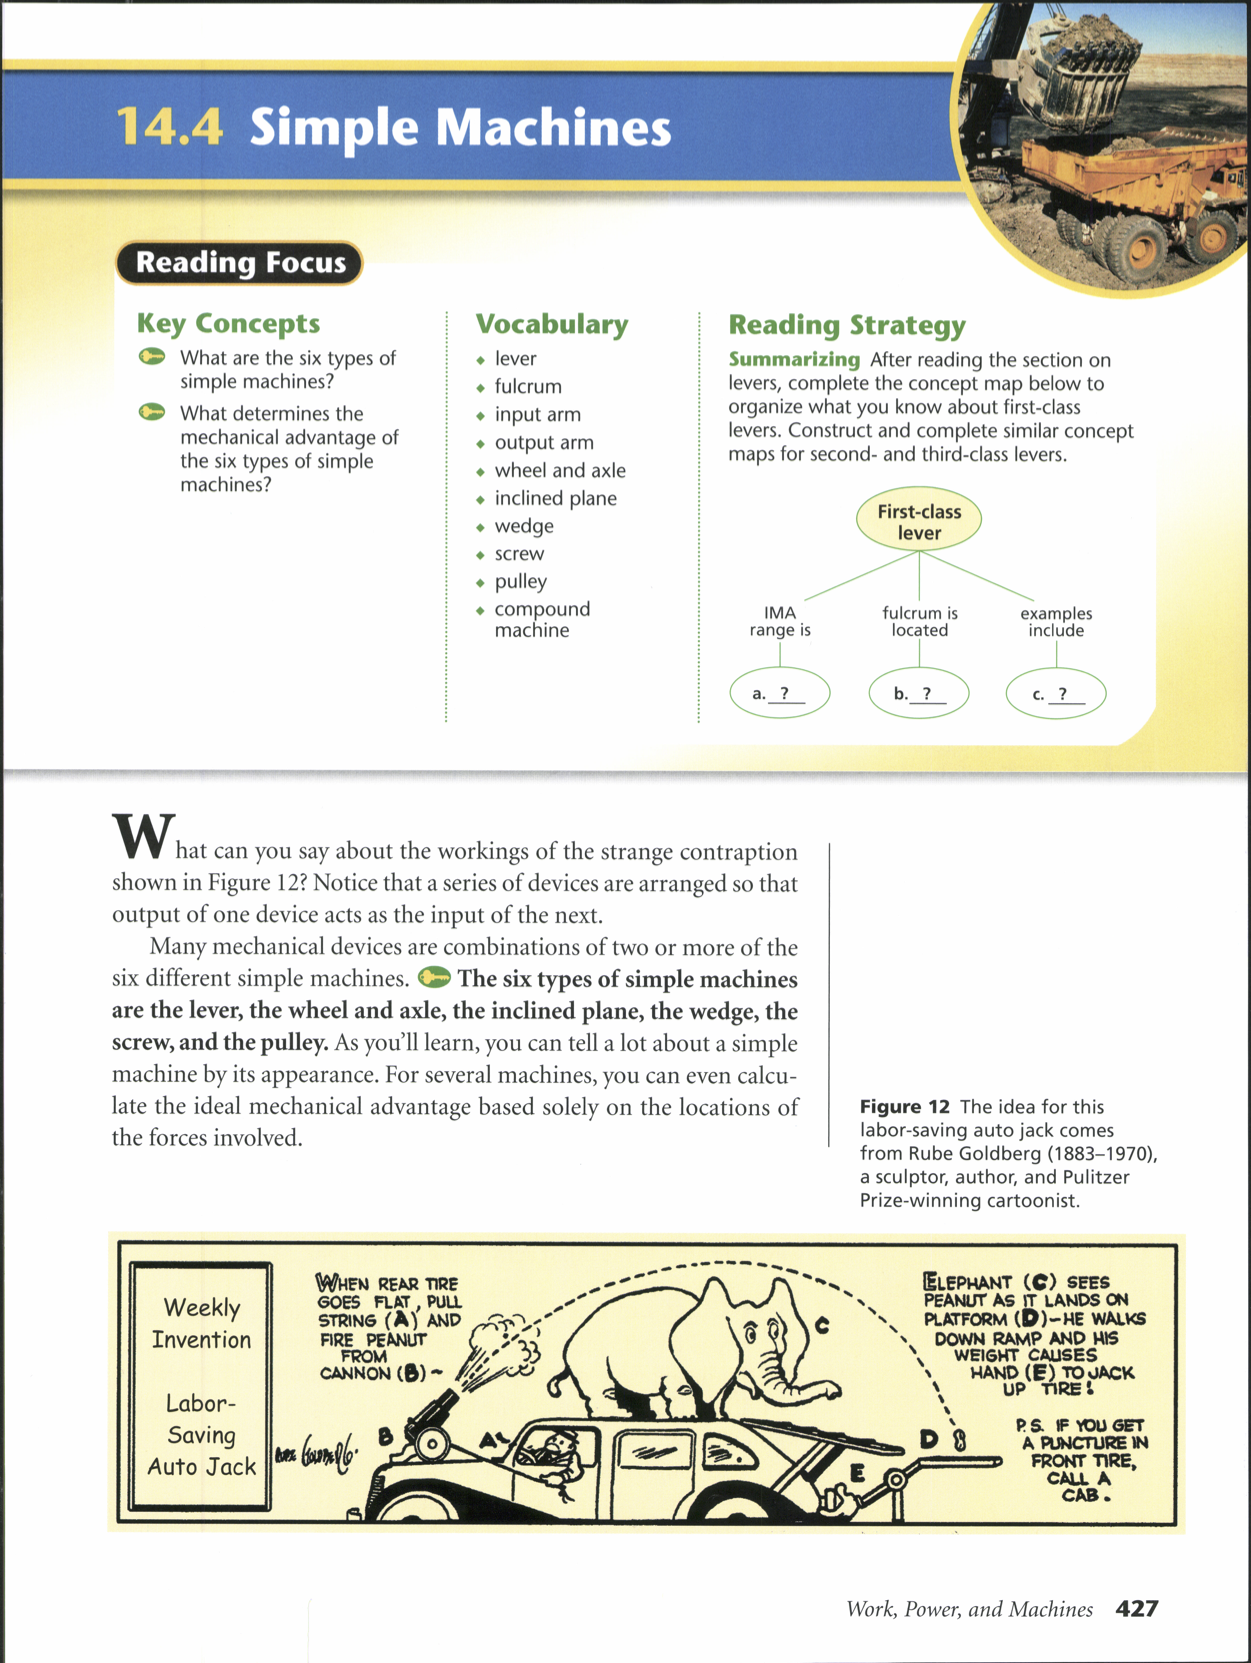 14.4 Simple Machines
Reading Focus
Key Concepts
What are the six types of
simple machines?
What determines the
mechanical advantage of
the six types of simple
machines?
Vocabulary
lever
fulcrum
input arm
output arm
wheel and axle
inclined plane
wedge
screw
pulley
compound
machine
Reading Strategy
Summarizing After reading the section on
levers, complete the concept map below to
organize what you know about first-class
levers. Construct and complete similar concept
maps for second- and third-class levers.
First-class
lever
IMA
range is
fulcrum is
located
examples
include
a. ?
b. ?
c. ?
What can you say about the workings of the strange contraption
shown in Figure 12? Notice that a series of devices are arranged so that
output of one device acts as the input of the next.
Many mechanical devices are combinations of two or more of the
six different simple machines. The six types of simple machines
are the lever, the wheel and axle, the inclined plane, the wedge, the
screw, and the pulley. As you'll learn, you can tell a lot about a simple
machine by its appearance. For several machines, you can even calcu-
late the ideal mechanical advantage based solely on the locations of
the forces involved.
Figure 12 The idea for this
labor-saving auto jack comes
from Rube Goldberg (1883–1970),
a sculptor, author, and Pulitzer
Prize-winning cartoonist.
Weekly
Invention
Labor-
Saving
Auto Jack
RUBE GOLDBERG
WHEN REAR TIRE
GOES FLAT, PULL
STRING (A) AND
FIRE PEANUT
FROM
CANNON (B)-
B
A
C
D
E
ELEPHANT (C) SEES
PEANUT AS IT LANDS ON
PLATFORM (D)-HE WALKS
DOWN RAMP AND HIS
WEIGHT CAUSES
HAND (E) TO JACK
UP TIRE!
P.S. IF YOU GET
A PUNCTURE IN
FRONT TIRE,
CALL A
CAB.
Work, Power, and Machines 427